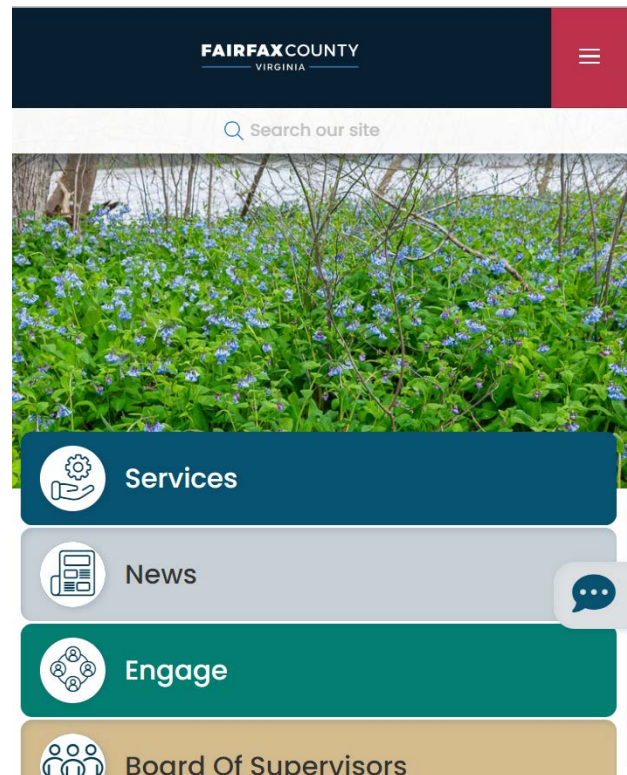 FAIRFAXCOUNTY
VIRGINIA
Search our site
Services
News
Engage
Board Of Supervisors